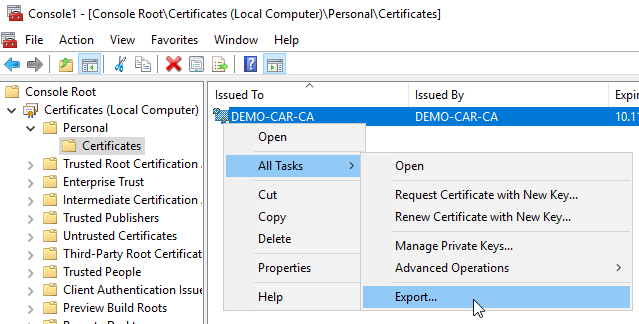 Console1 - [Console Root\Certificates (Local Computer)\Personal\Certificates]
File Action View Favorites Window Help
Console Root
Certificates (Local Computer)
Personal
Certificates
Trusted Root Certification
Enterprise Trust
Intermediate Certification
Trusted Publishers
Untrusted Certificates
Third-Party Root Certificat
Trusted People
Client Authentication Issue
Preview Build Roots
Issued To Issued By Expir
DEMO-CAR-CA DEMO-CAR-CA 10.11
Open
All Tasks
Cut
Copy
Delete
Properties
Help
Open
Request Certificate with New Key...
Renew Certificate with New Key...
Manage Private Keys...
Advanced Operations
Export...